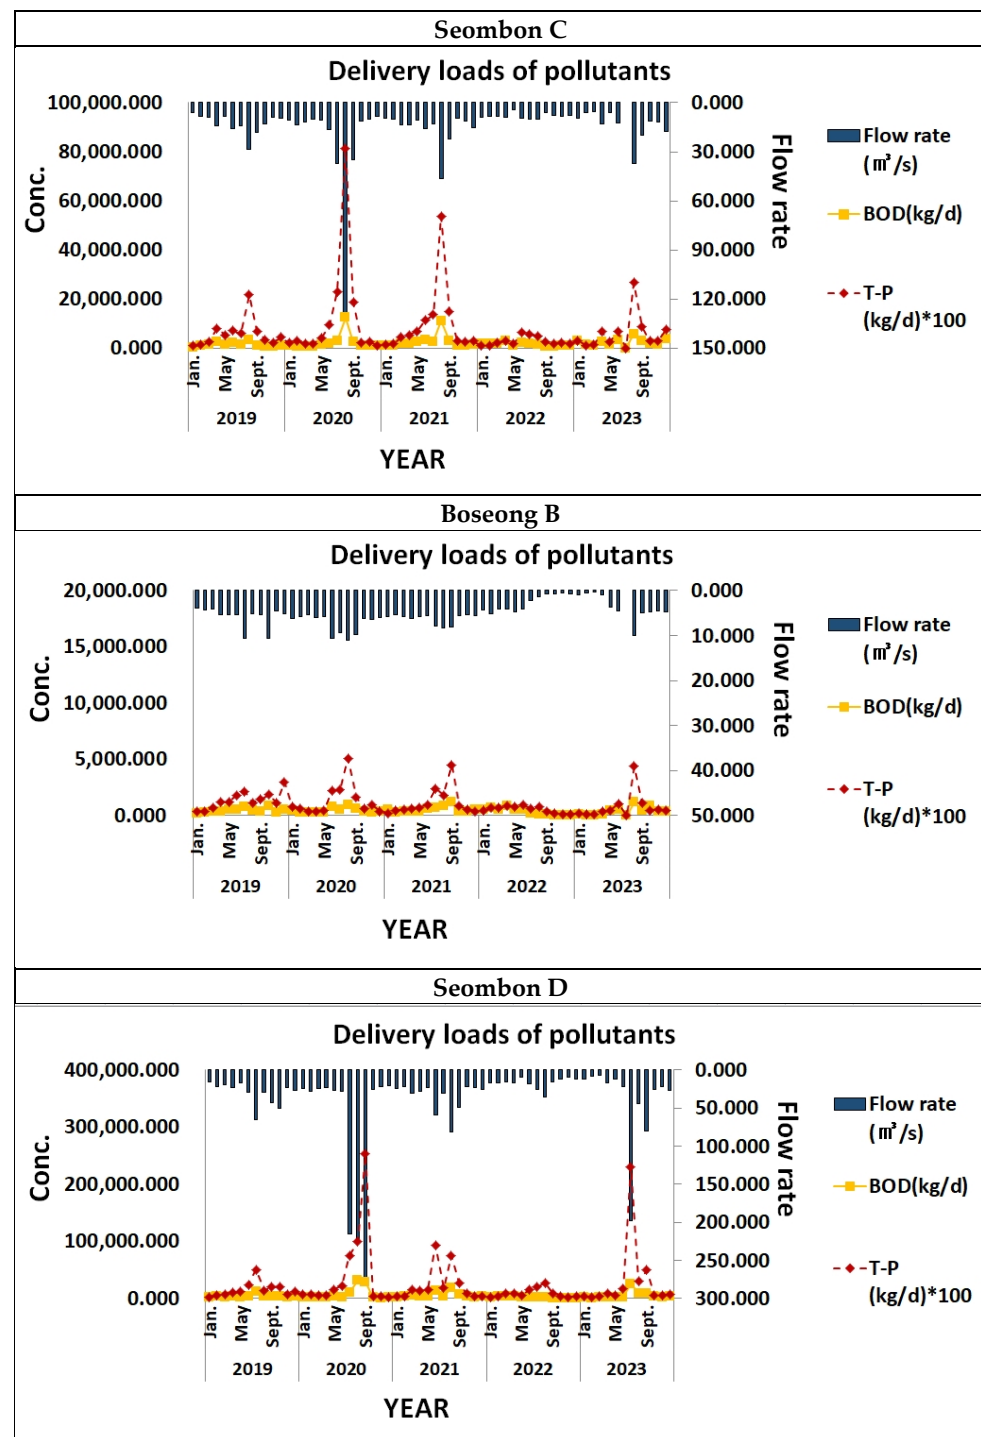 Seombon C
Delivery loads of pollutants
100,000.000
80,000.000
60,000.000
40,000.000
20,000.000
0.000
Conc.
0.000
30.000
60.000
90.000
120.000
150.000
Flow rate
Flow rate
(㎥/s)
BOD(kg/d)
T-P
(kg/d)*100
Jan. May Sept. Jan. May Sept. Jan. May Sept. Jan. May Sept. Jan. May Sept.
2019 2020 2021 2022 2023
YEAR
Boseong B
Delivery loads of pollutants
20,000.000
15,000.000
10,000.000
5,000.000
0.000
Conc.
0.000
10.000
20.000
30.000
40.000
50.000
Flow rate
Flow rate
(㎥/s)
BOD(kg/d)
T-P
(kg/d)*100
Jan. May Sept. Jan. May Sept. Jan. May Sept. Jan. May Sept. Jan. May Sept.
2019 2020 2021 2022 2023
YEAR
Seombon D
Delivery loads of pollutants
400,000.000
300,000.000
200,000.000
100,000.000
0.000
Conc.
0.000
50.000
100.000
150.000
200.000
250.000
300.000
Flow rate
Flow rate
(㎥/s)
BOD(kg/d)
T-P
(kg/d)*100
Jan. May Sept. Jan. May Sept. Jan. May Sept. Jan. May Sept. Jan. May Sept.
2019 2020 2021 2022 2023
YEAR